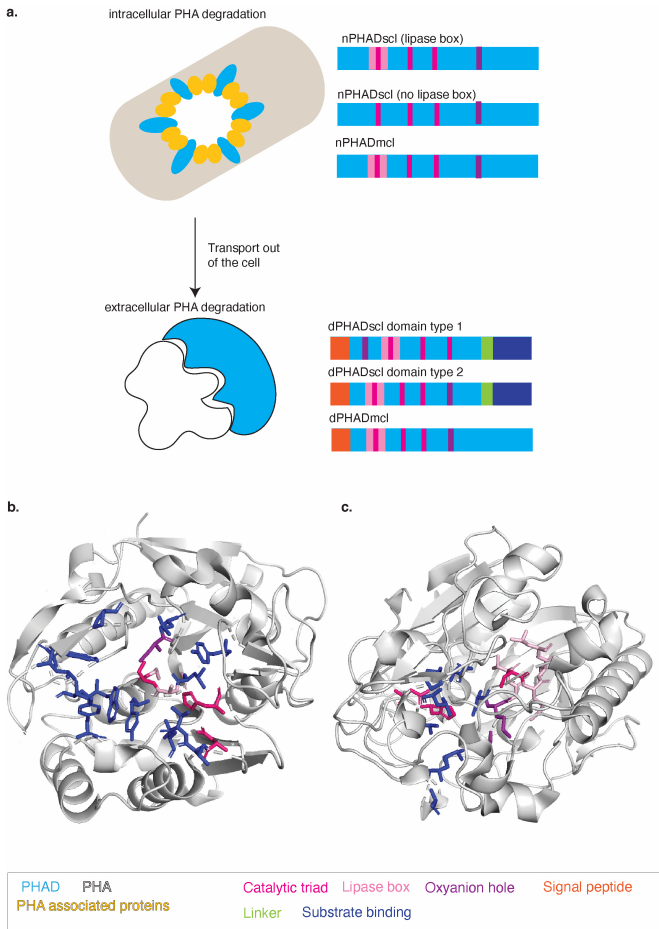 a.
intracellular PHA degradation
nPHADscl (lipase box)
nPHADscl (no lipase box)
nPHADmcl
Transport out
of the cell
extracellular PHA degradation
dPHADscl domain type 1
dPHADscl domain type 2
dPHADmcl
b.
c.
PHAD PHA Catalytic triad Lipase box Oxyanion hole Signal peptide
PHA associated proteins Linker Substrate binding